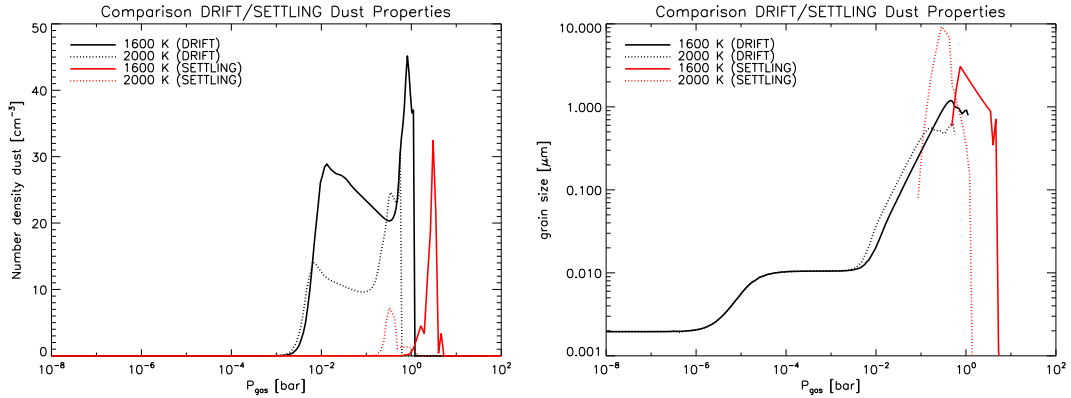 Comparison DRIFT/SETTLING Dust Properties
50
40
30
20
10
0
Number density dust [cm⁻³]
1600 K (DRIFT)
2000 K (DRIFT)
1600 K (SETTLING)
2000 K (SETTLING)
10⁻⁸ 10⁻⁶ 10⁻⁴ 10⁻² 10⁰ 10²
P_gas [bar]
Comparison DRIFT/SETTLING Dust Properties
10.000
1.000
0.100
0.010
0.001
grain size [μm]
1600 K (DRIFT)
2000 K (DRIFT)
1600 K (SETTLING)
2000 K (SETTLING)
10⁻⁸ 10⁻⁶ 10⁻⁴ 10⁻² 10⁰ 10²
P_gas [bar]